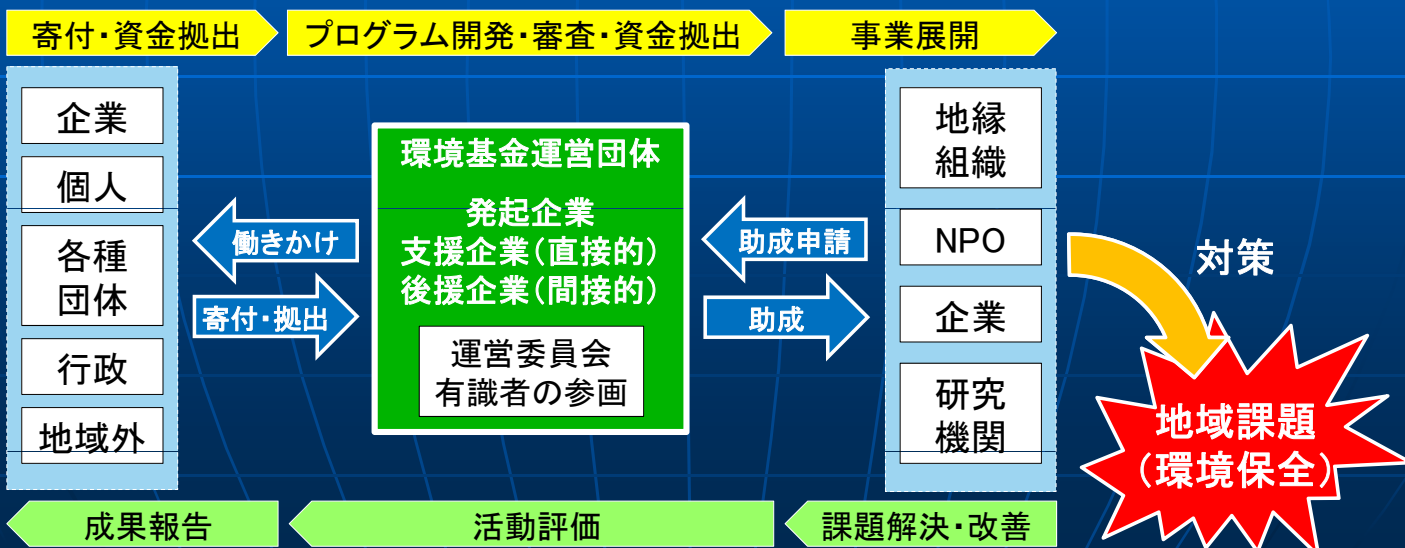 寄付・資金拠出
プログラム開発・審査・資金拠出
事業展開
企業
個人
各種
団体
行政
地域外
働きかけ
寄付・拠出
環境基金運営団体
発起企業
支援企業(直接的)
後援企業(間接的)
運営委員会
有識者の参画
助成申請
助成
地縁
組織
NPO
企業
研究
機関
対策
地域課題
(環境保全)
成果報告
活動評価
課題解決・改善